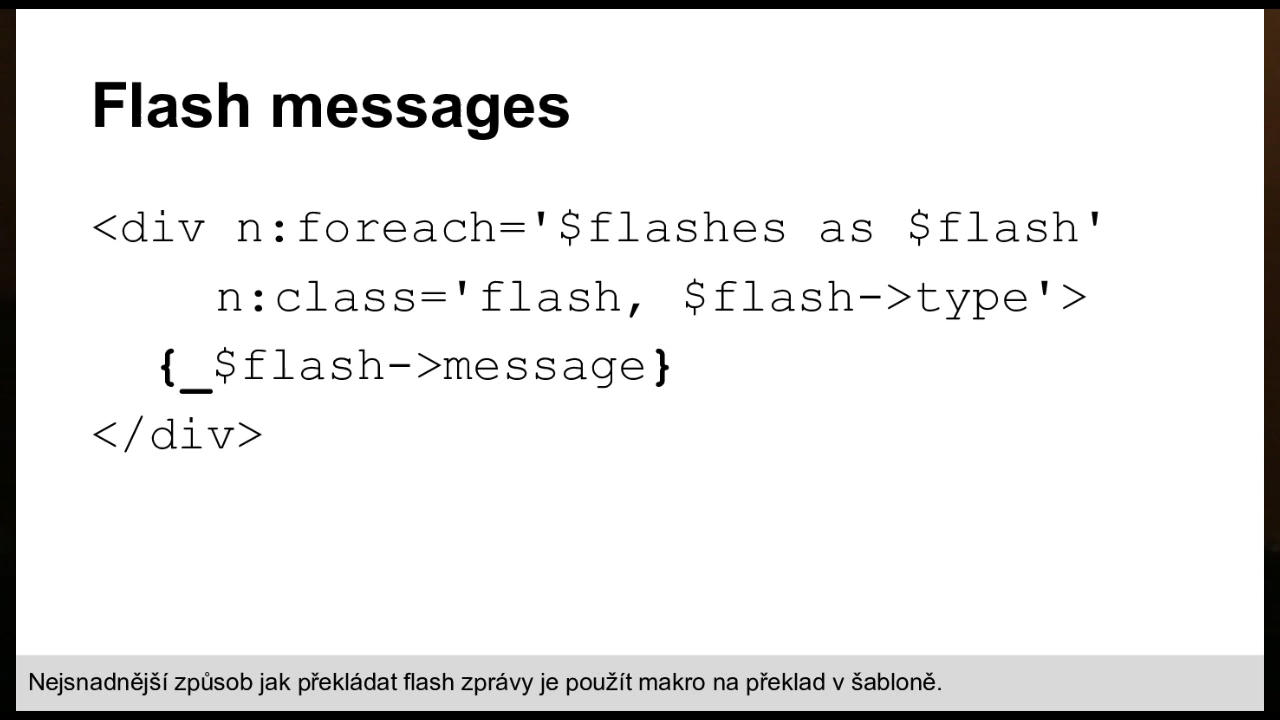 Flash messages
<div n:foreach='$flashes as $flash'
n:class='flash, $flash->type'>
{_$flash->message}
</div>
Nejsnadnější způsob jak překládat flash zprávy je použít makro na překlad v šabloně.